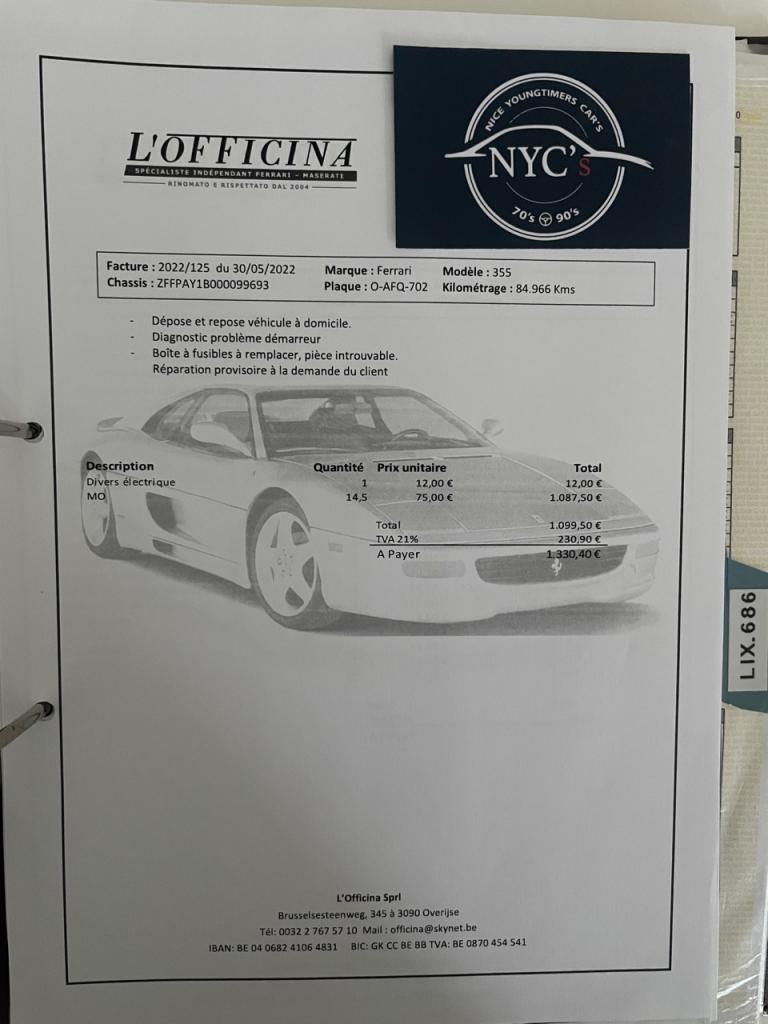 L'OFFICINA
SPÉCIALISTE INDÉPENDANT FERRARI - MASERATI
RINOMATO E RISPETTATO DAL 2004
NICE YOUNGTIMERS CAR'S
NYC's
70's 90's
Facture : 2022/125 du 30/05/2022 Marque : Ferrari Modèle : 355
Chassis : ZFFPAY1B000099693 Plaque : O-AFQ-702 Kilométrage : 84.966 Kms
- Dépose et repose véhicule à domicile.
- Diagnostic problème démarreur
- Boîte à fusibles à remplacer, pièce introuvable.
Réparation provisoire à la demande du client
Description Quantité Prix unitaire Total
Divers électrique 1 12,00 € 12,00 €
MO 14,5 75,00 € 1.087,50 €
Total 1.099,50 €
TVA 21% 230,90 €
A Payer 1.330,40 €
L'Officina Sprl
Brusselsesteenweg, 345 à 3090 Overijse
Tél: 0032 2 767 57 10 Mail : officina@skynet.be
IBAN: BE 04 0682 4106 4831 BIC: GK CC BE BB TVA: BE 0870 454 541
LIX.686